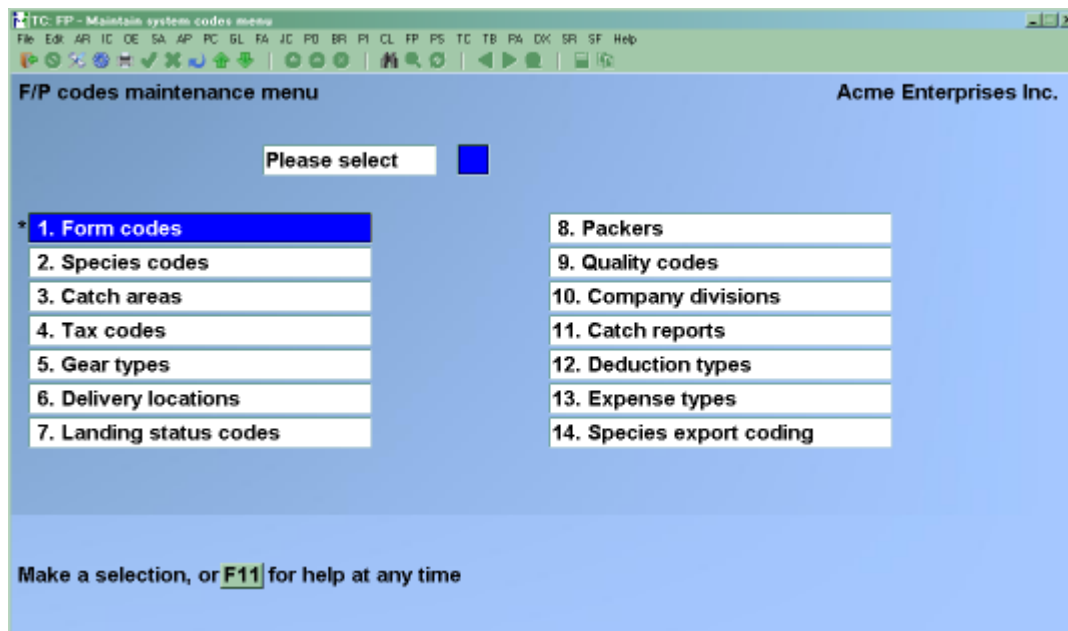 TC: FP - Maintain system codes menu
File Edit AR IC OE SA AP PC GL FA JC PO BR PI CL FP PS TC TB PA DX SR SF Help
F/P codes maintenance menu Acme Enterprises Inc.
Please select
* 1. Form codes
2. Species codes
3. Catch areas
4. Tax codes
5. Gear types
6. Delivery locations
7. Landing status codes
8. Packers
9. Quality codes
10. Company divisions
11. Catch reports
12. Deduction types
13. Expense types
14. Species export coding
Make a selection, or F11 for help at any time